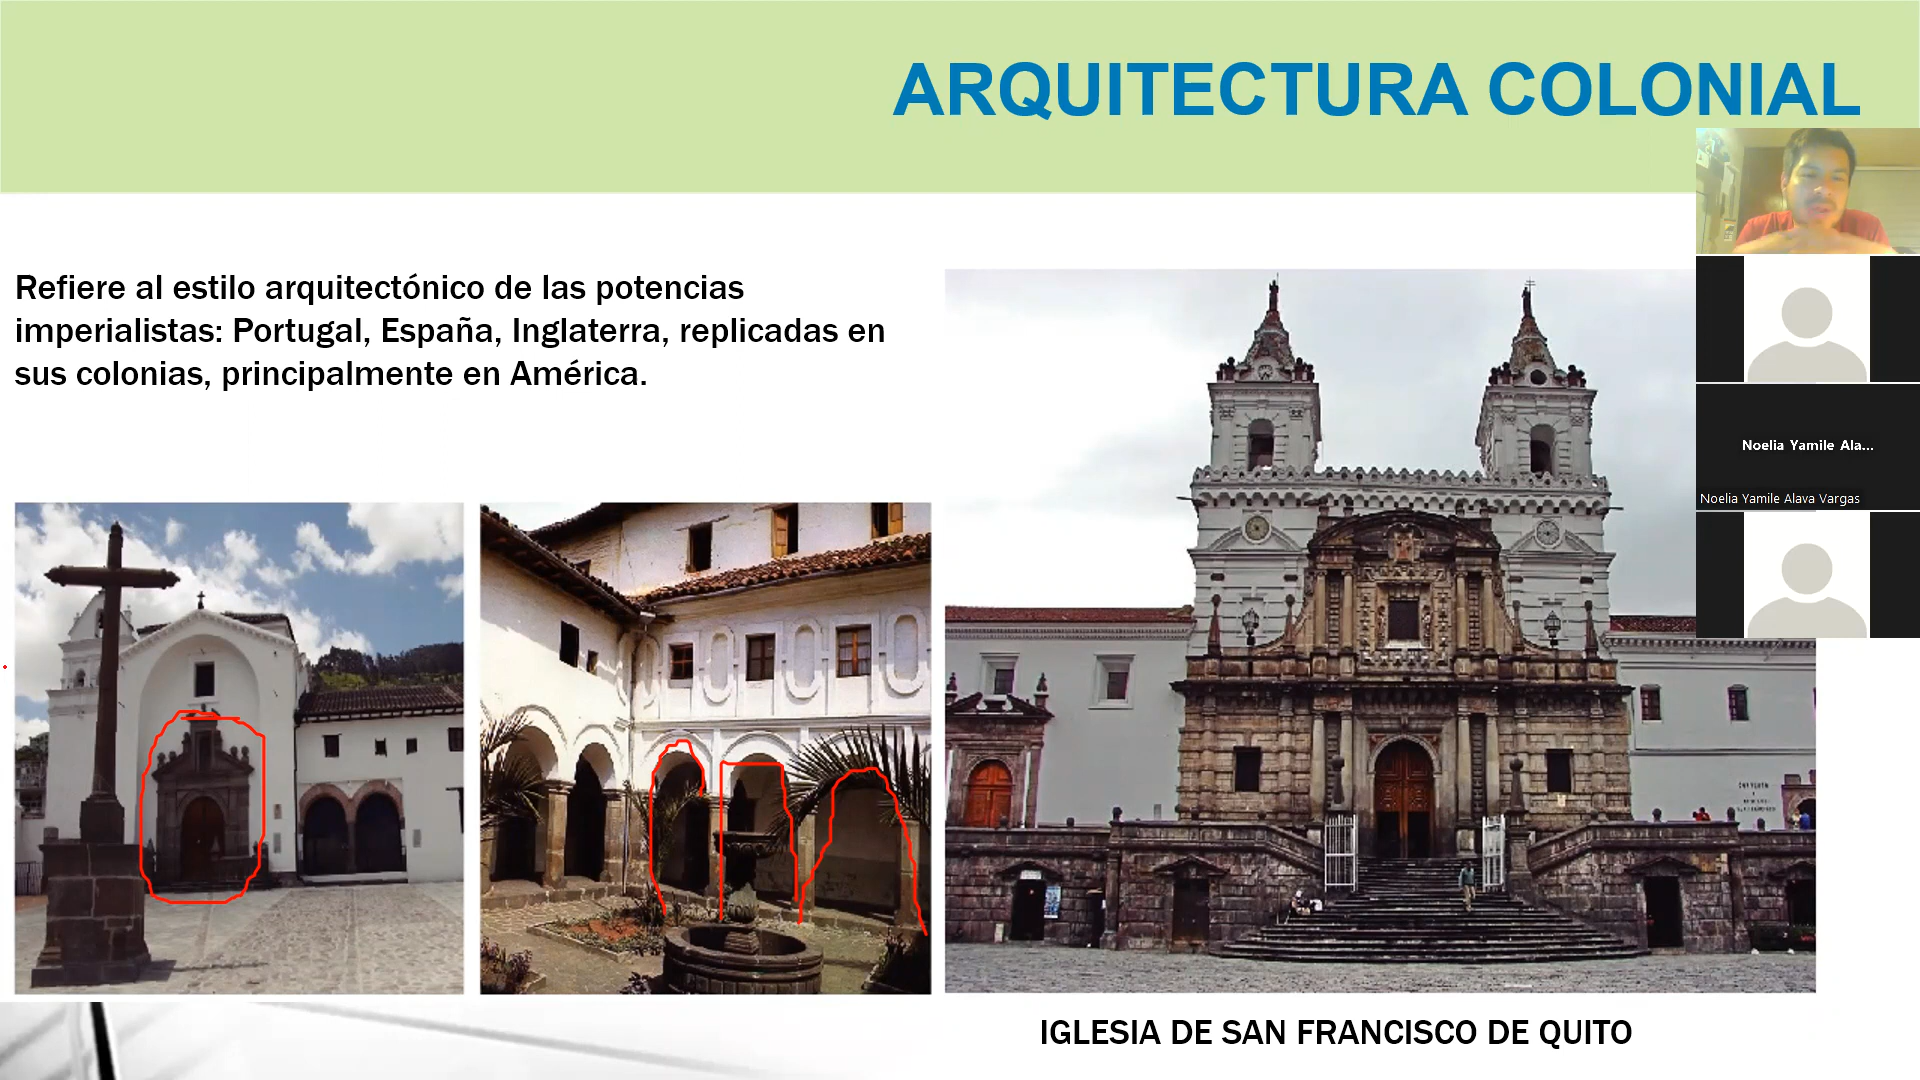 ARQUITECTURA COLONIAL
Refiere al estilo arquitectónico de las potencias
imperialistas: Portugal, España, Inglaterra, replicadas en
sus colonias, principalmente en América.
Noelia Yamile Ala...
Noelia Yamile Alava Vargas
IGLESIA DE SAN FRANCISCO DE QUITO